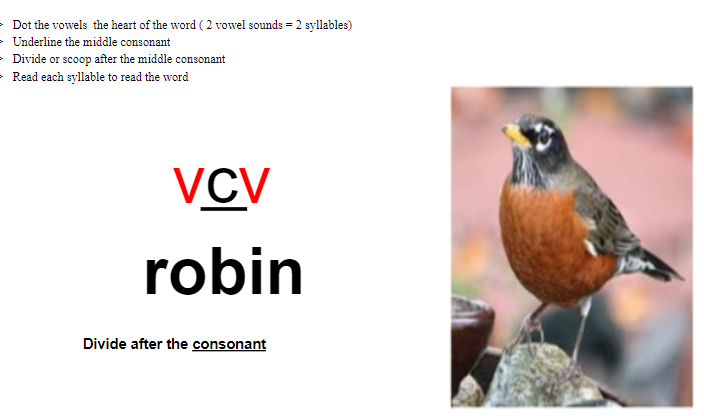 Dot the vowels the heart of the word ( 2 vowel sounds = 2 syllables)
Underline the middle consonant
Divide or scoop after the middle consonant
Read each syllable to read the word
VCV
robin
Divide after the consonant